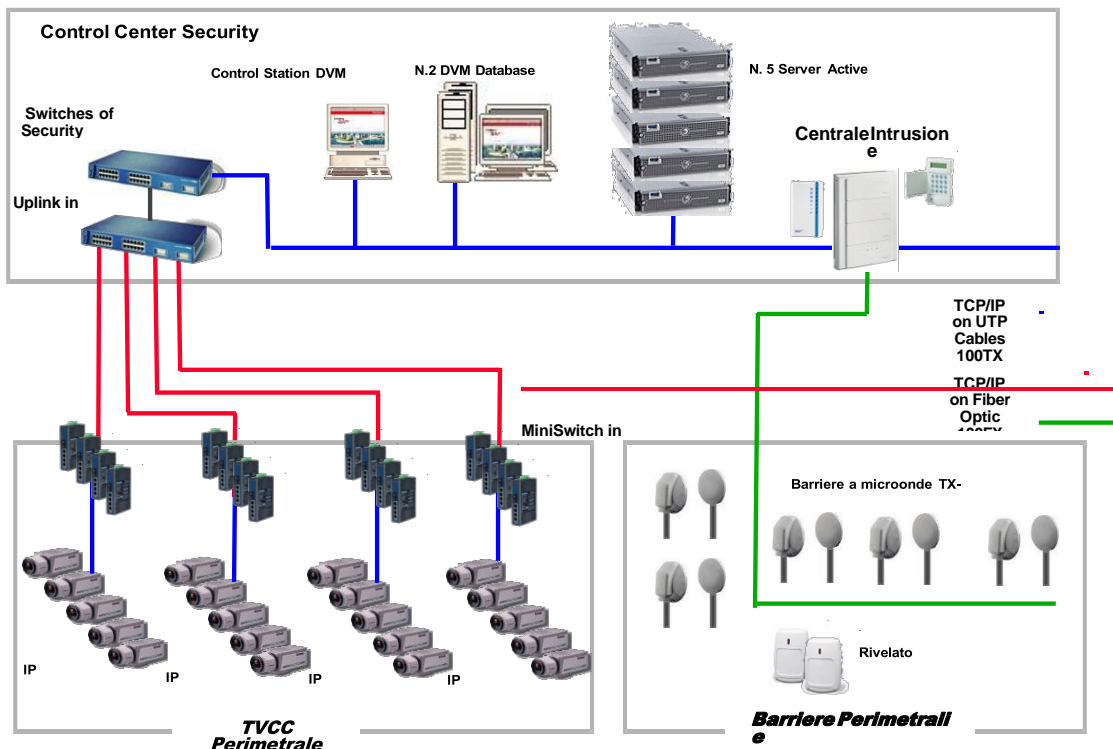 Control Center Security
Control Station DVM
N.2 DVM Database
N. 5 Server Active
Switches of
Security
CentraleIntrusion
e
Uplink in
TCP/IP
on UTP
Cables
100TX
TCP/IP
on Fiber
Optic
MiniSwitch in
Barriere a microonde TX-
Rivelato
IP
IP
IP
IP
TVCC
Perimetrale
Barriere Perimetrali
e